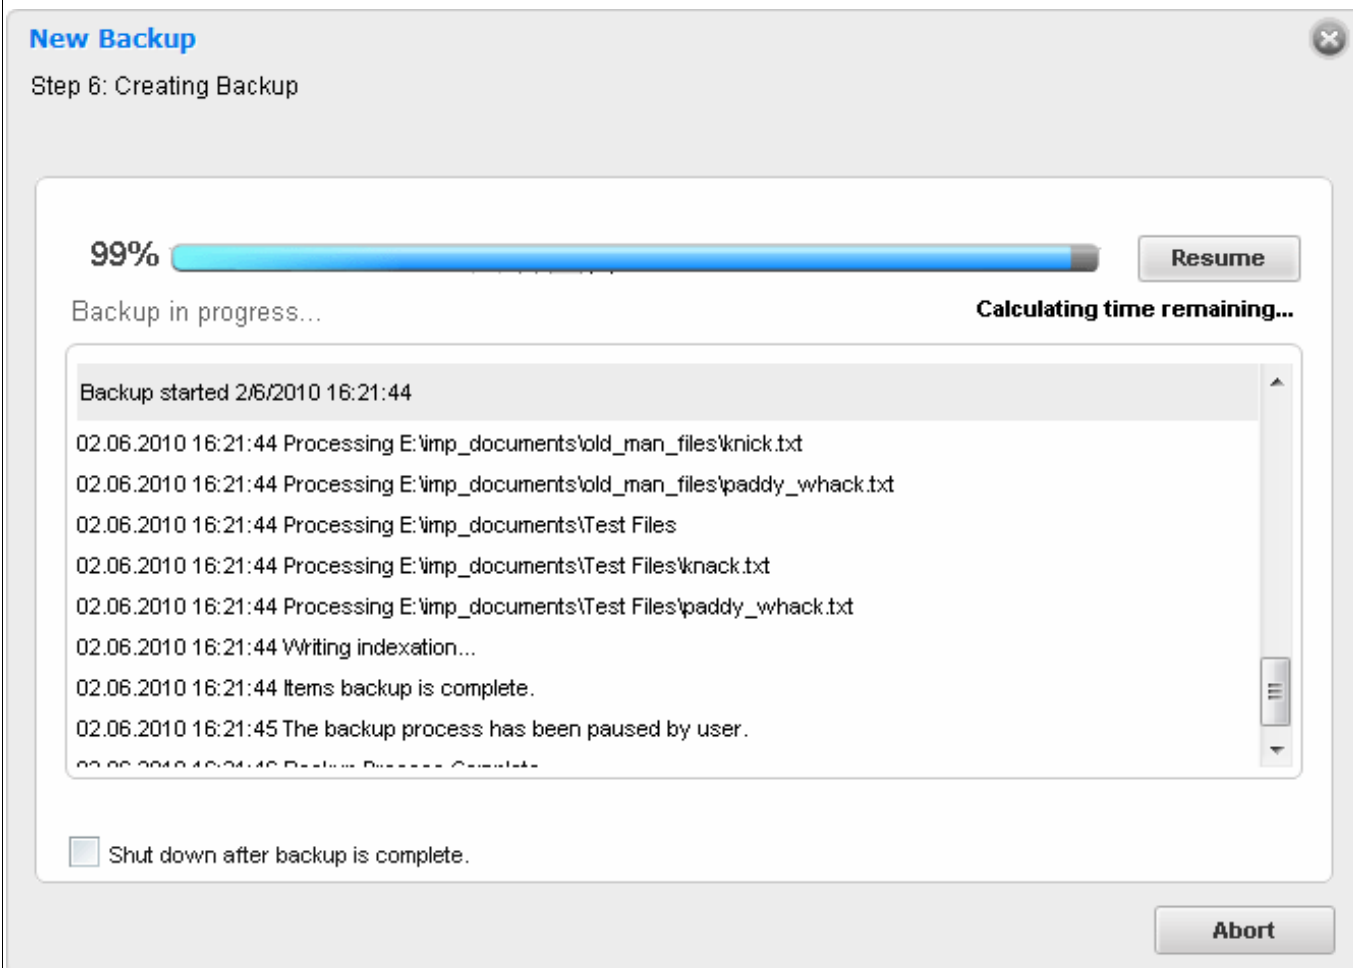 New Backup
Step 6: Creating Backup
99%
Resume
Backup in progress...
Calculating time remaining...
Backup started 2/6/2010 16:21:44
02.06.2010 16:21:44 Processing E:\imp_documents\old_man_files\knick.txt
02.06.2010 16:21:44 Processing E:\imp_documents\old_man_files\paddy_whack.txt
02.06.2010 16:21:44 Processing E:\imp_documents\Test Files
02.06.2010 16:21:44 Processing E:\imp_documents\Test Files\knack.txt
02.06.2010 16:21:44 Processing E:\imp_documents\Test Files\paddy_whack.txt
02.06.2010 16:21:44 Writing indexation...
02.06.2010 16:21:44 Items backup is complete.
02.06.2010 16:21:45 The backup process has been paused by user.
Backup Process Complete
Shut down after backup is complete.
Abort